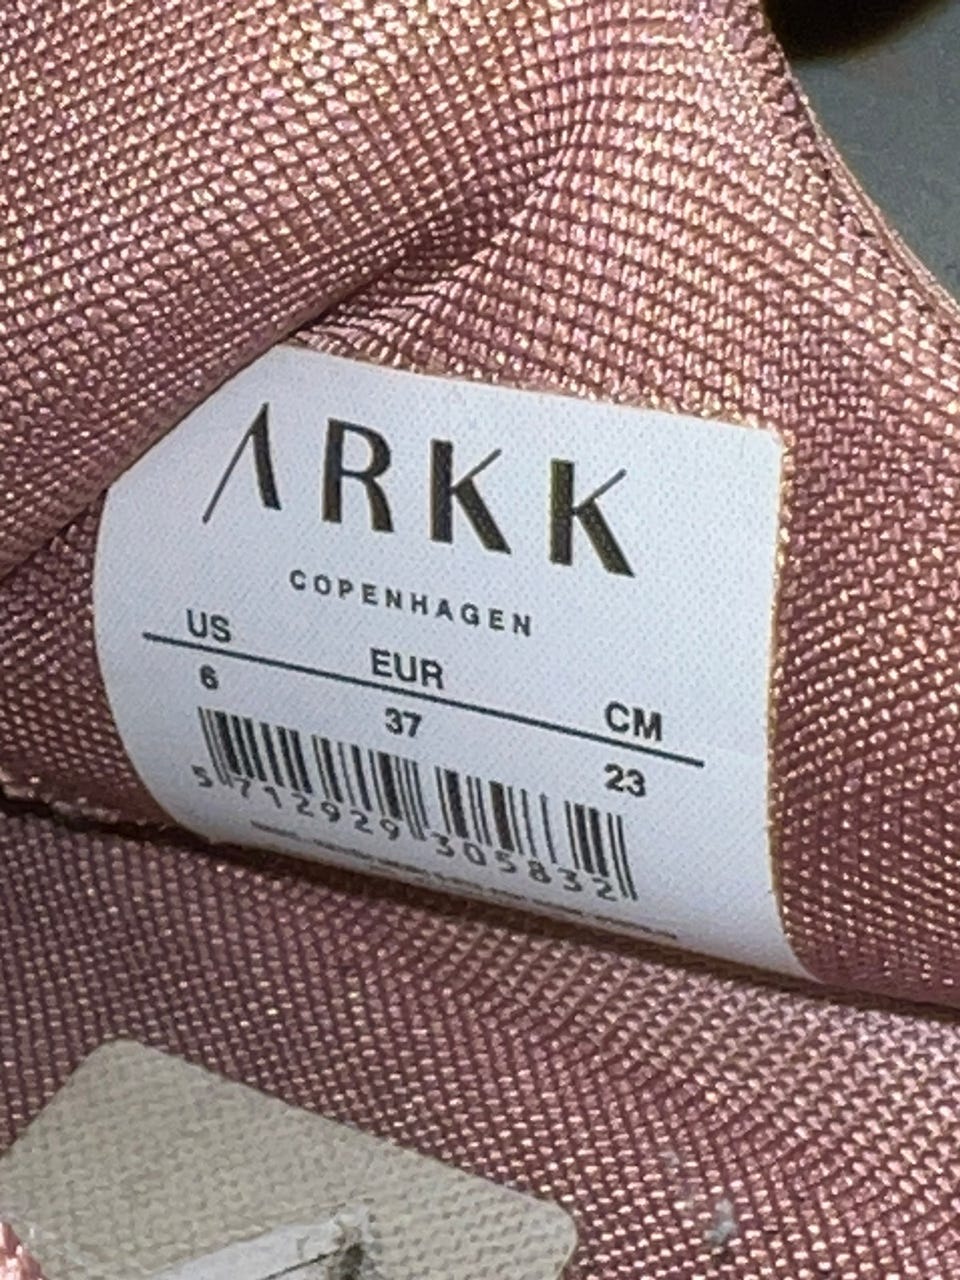 ARKK
COPENHAGEN
US EUR CM
6 37 23
5 712929 305832